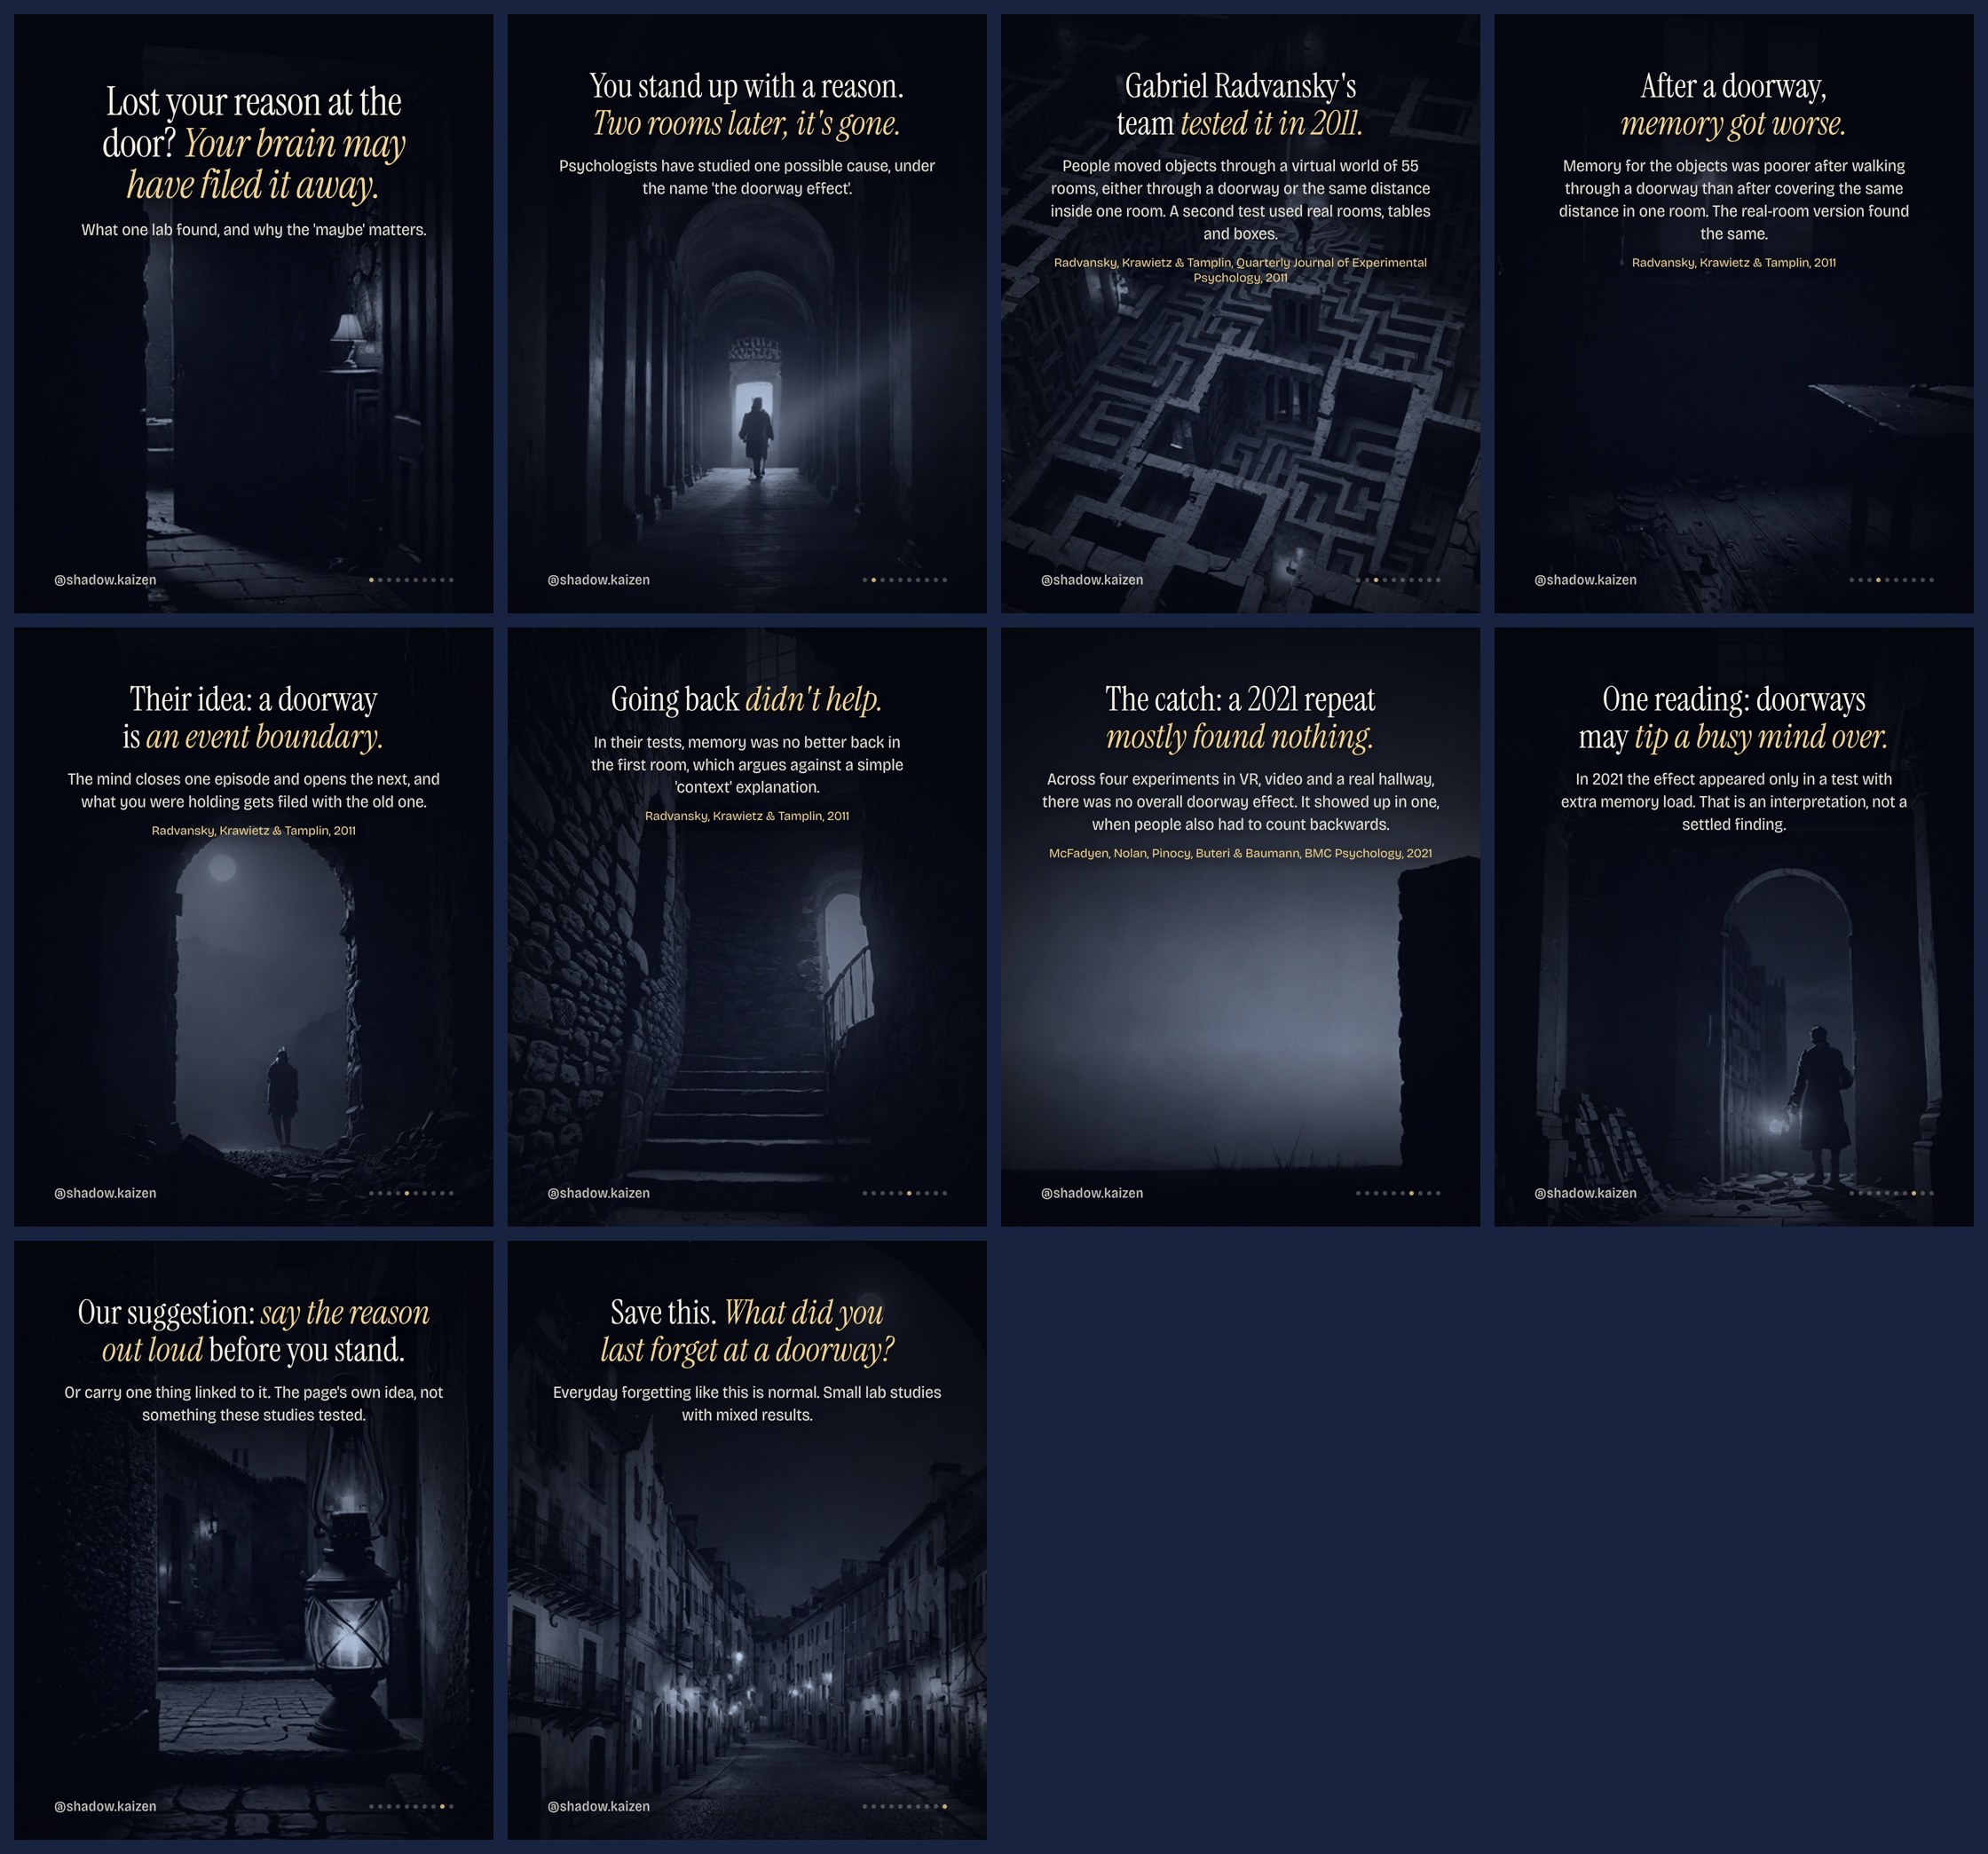 Lost your reason at the
door? Your brain may
have filed it away.
What one lab found, and why the 'maybe' matters.
@shadow.kaizen
You stand up with a reason.
Two rooms later, it's gone.
Psychologists have studied one possible cause, under
the name 'the doorway effect'.
@shadow.kaizen
Gabriel Radvansky's
team tested it in 2011.
People moved objects through a virtual world of 55
rooms, either through a doorway or the same distance
inside one room. A second test used real rooms, tables
and boxes.
Radvansky, Krawietz & Tamplin, Quarterly Journal of Experimental
Psychology, 2011
@shadow.kaizen
After a doorway,
memory got worse.
Memory for the objects was poorer after walking
through a doorway than after covering the same
distance in one room. The real-room version found
the same.
Radvansky, Krawietz & Tamplin, 2011
@shadow.kaizen
Their idea: a doorway
is an event boundary.
The mind closes one episode and opens the next, and
what you were holding gets filed with the old one.
Radvansky, Krawietz & Tamplin, 2011
@shadow.kaizen
Going back didn't help.
In their tests, memory was no better back in
the first room, which argues against a simple
'context' explanation.
Radvansky, Krawietz & Tamplin, 2011
@shadow.kaizen
The catch: a 2021 repeat
mostly found nothing.
Across four experiments in VR, video and a real hallway,
there was no overall doorway effect. It showed up in one,
when people also had to count backwards.
McFadyen, Nolan, Pinocy, Buteri & Baumann, BMC Psychology, 2021
@shadow.kaizen
One reading: doorways
may tip a busy mind over.
In 2021 the effect appeared only in a test with
extra memory load. That is an interpretation, not a
settled finding.
@shadow.kaizen
Our suggestion: say the reason
out loud before you stand.
Or carry one thing linked to it. The page's own idea, not
something these studies tested.
@shadow.kaizen
Save this. What did you
last forget at a doorway?
Everyday forgetting like this is normal. Small lab studies
with mixed results.
@shadow.kaizen